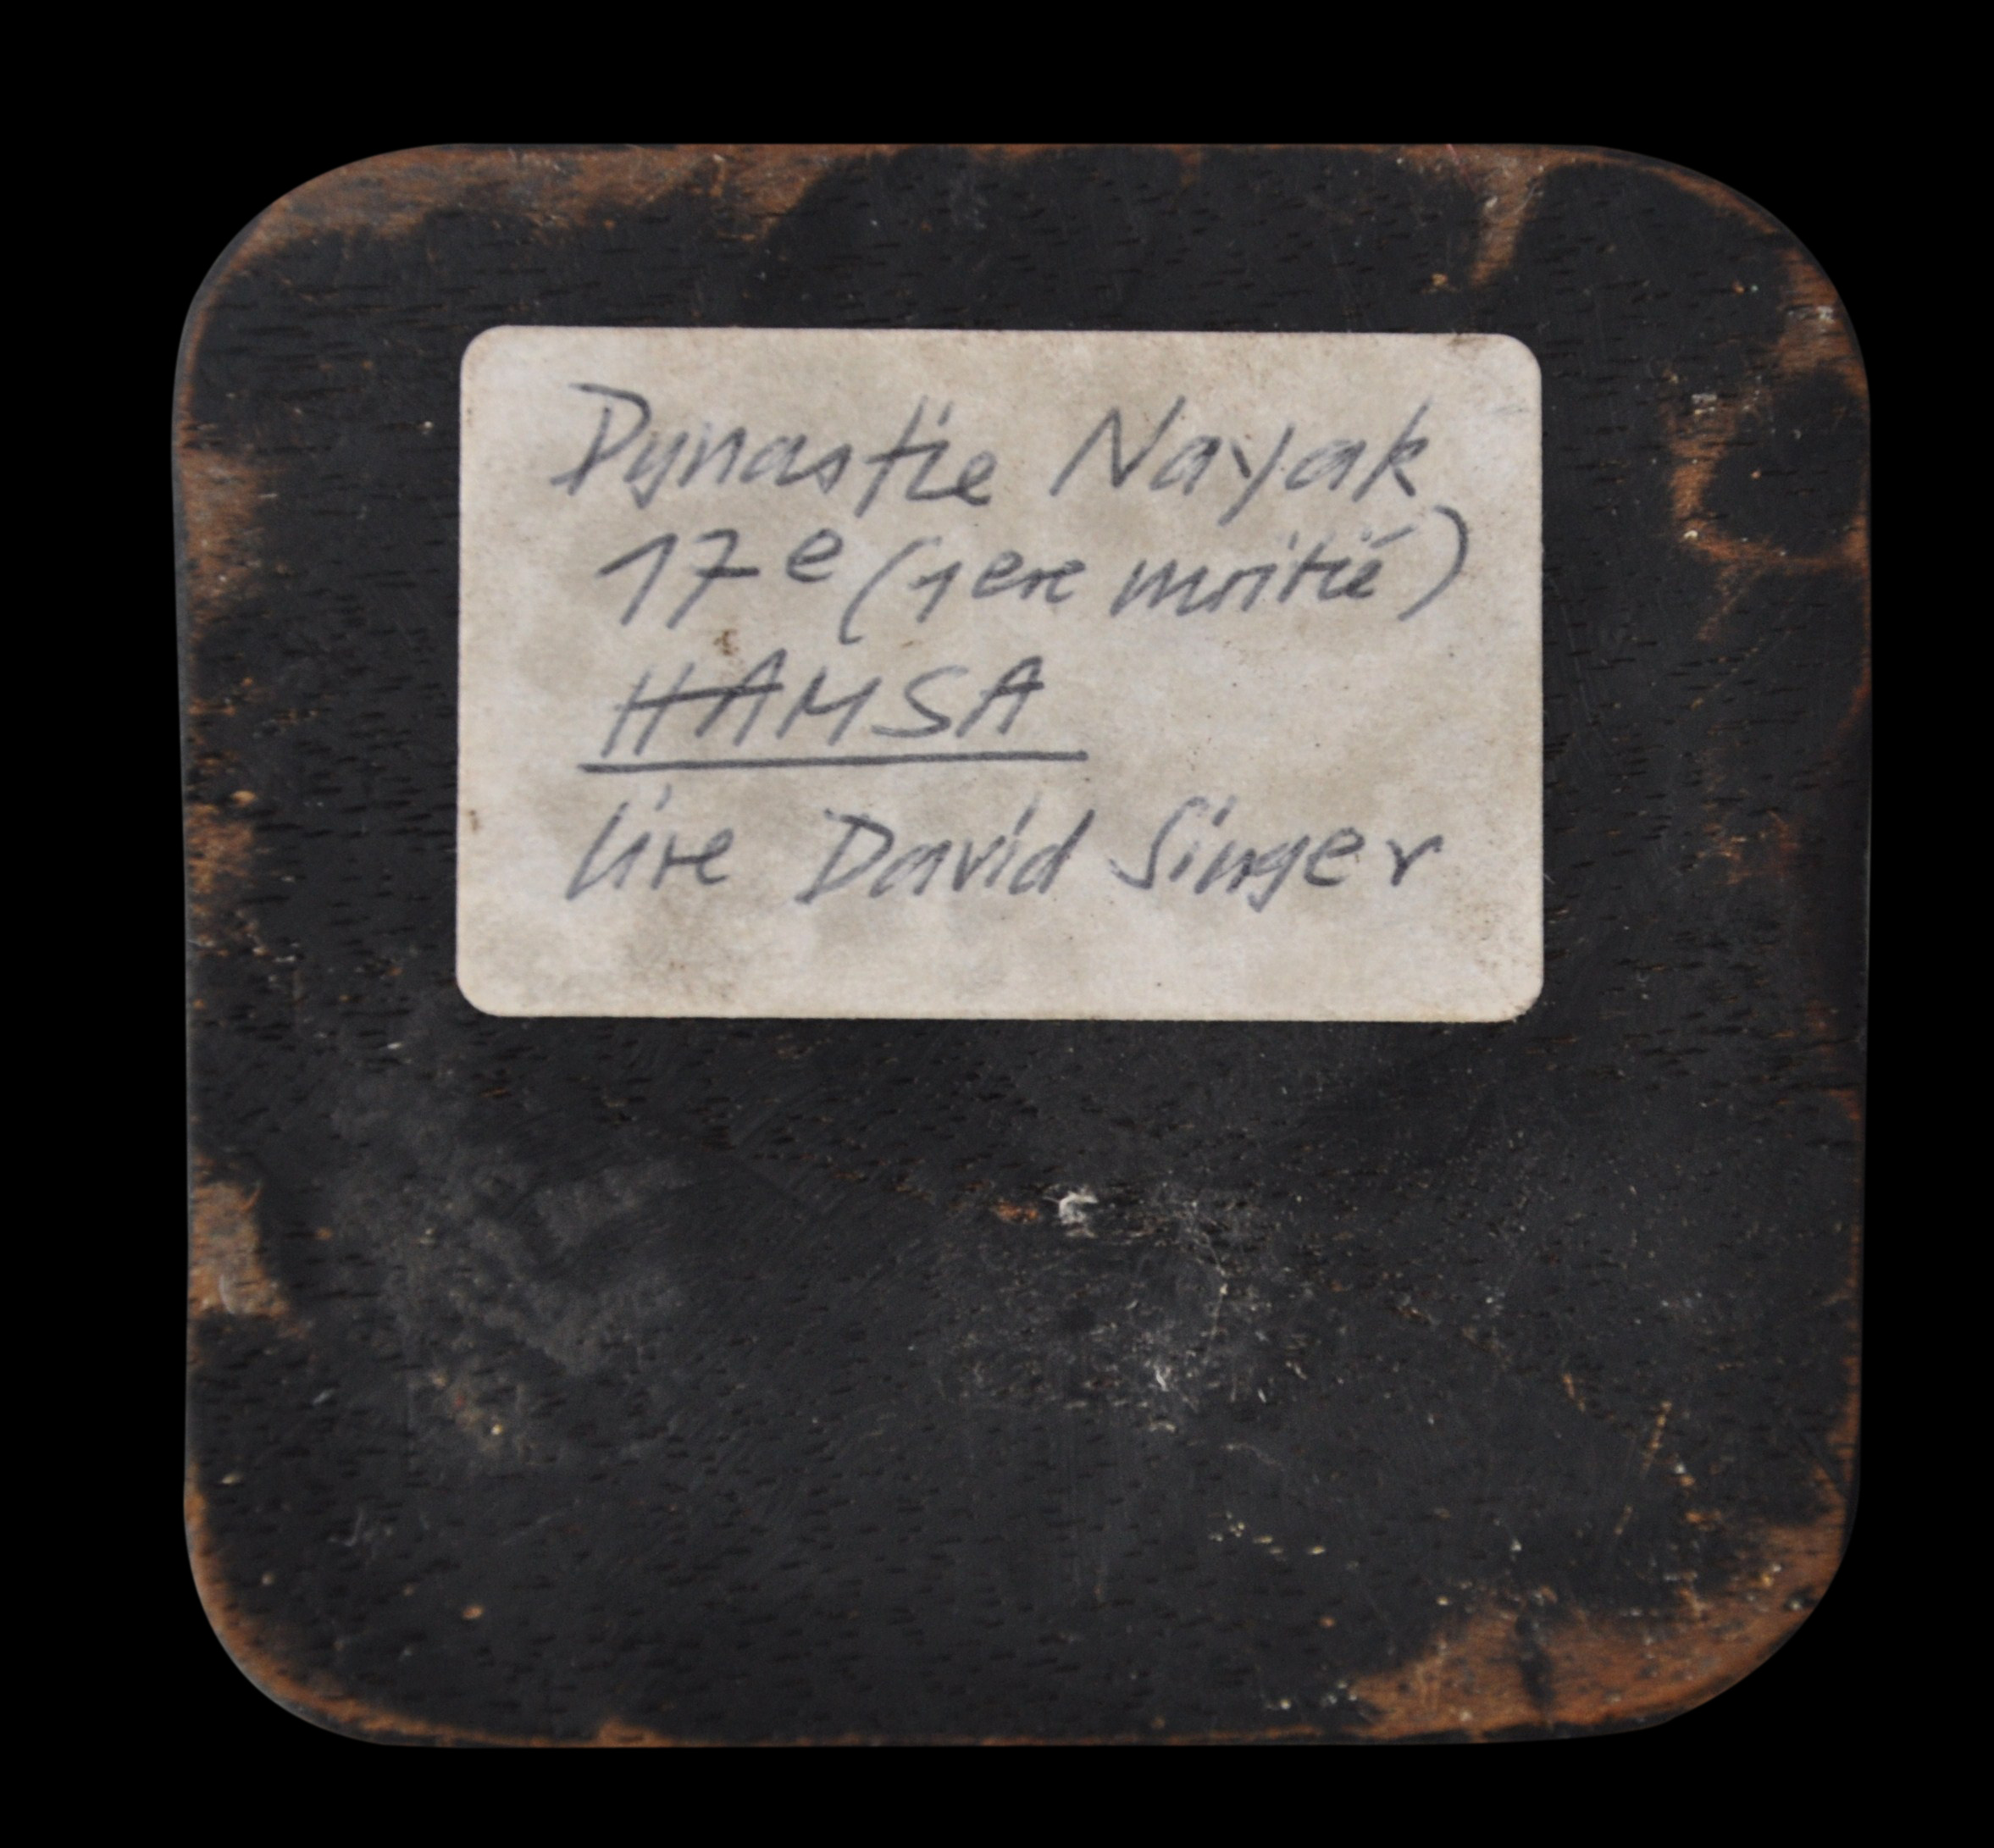 Dynastie Nayak
17e (1ere moitié)
HAMSA
lire David Singer